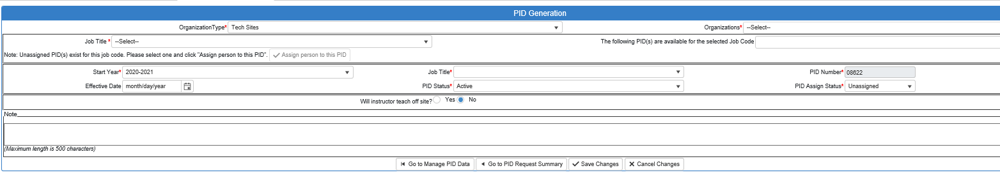 PID Generation
OrganizationType* Tech Sites Organizations* --Select--
Job Title * --Select-- The following PID(s) are available for the selected Job Code
Note: Unassigned PID(s) exist for this job code. Please select one and click "Assign person to this PID". Assign person to this PID
Start Year* 2020-2021 Job Title* PID Number* 08622
Effective Date month/day/year PID Status* Active PID Assign Status* Unassigned
Will instructor teach off site? Yes No
Note
(Maximum length is 500 characters)
Go to Manage PID Data Go to PID Request Summary Save Changes Cancel Changes